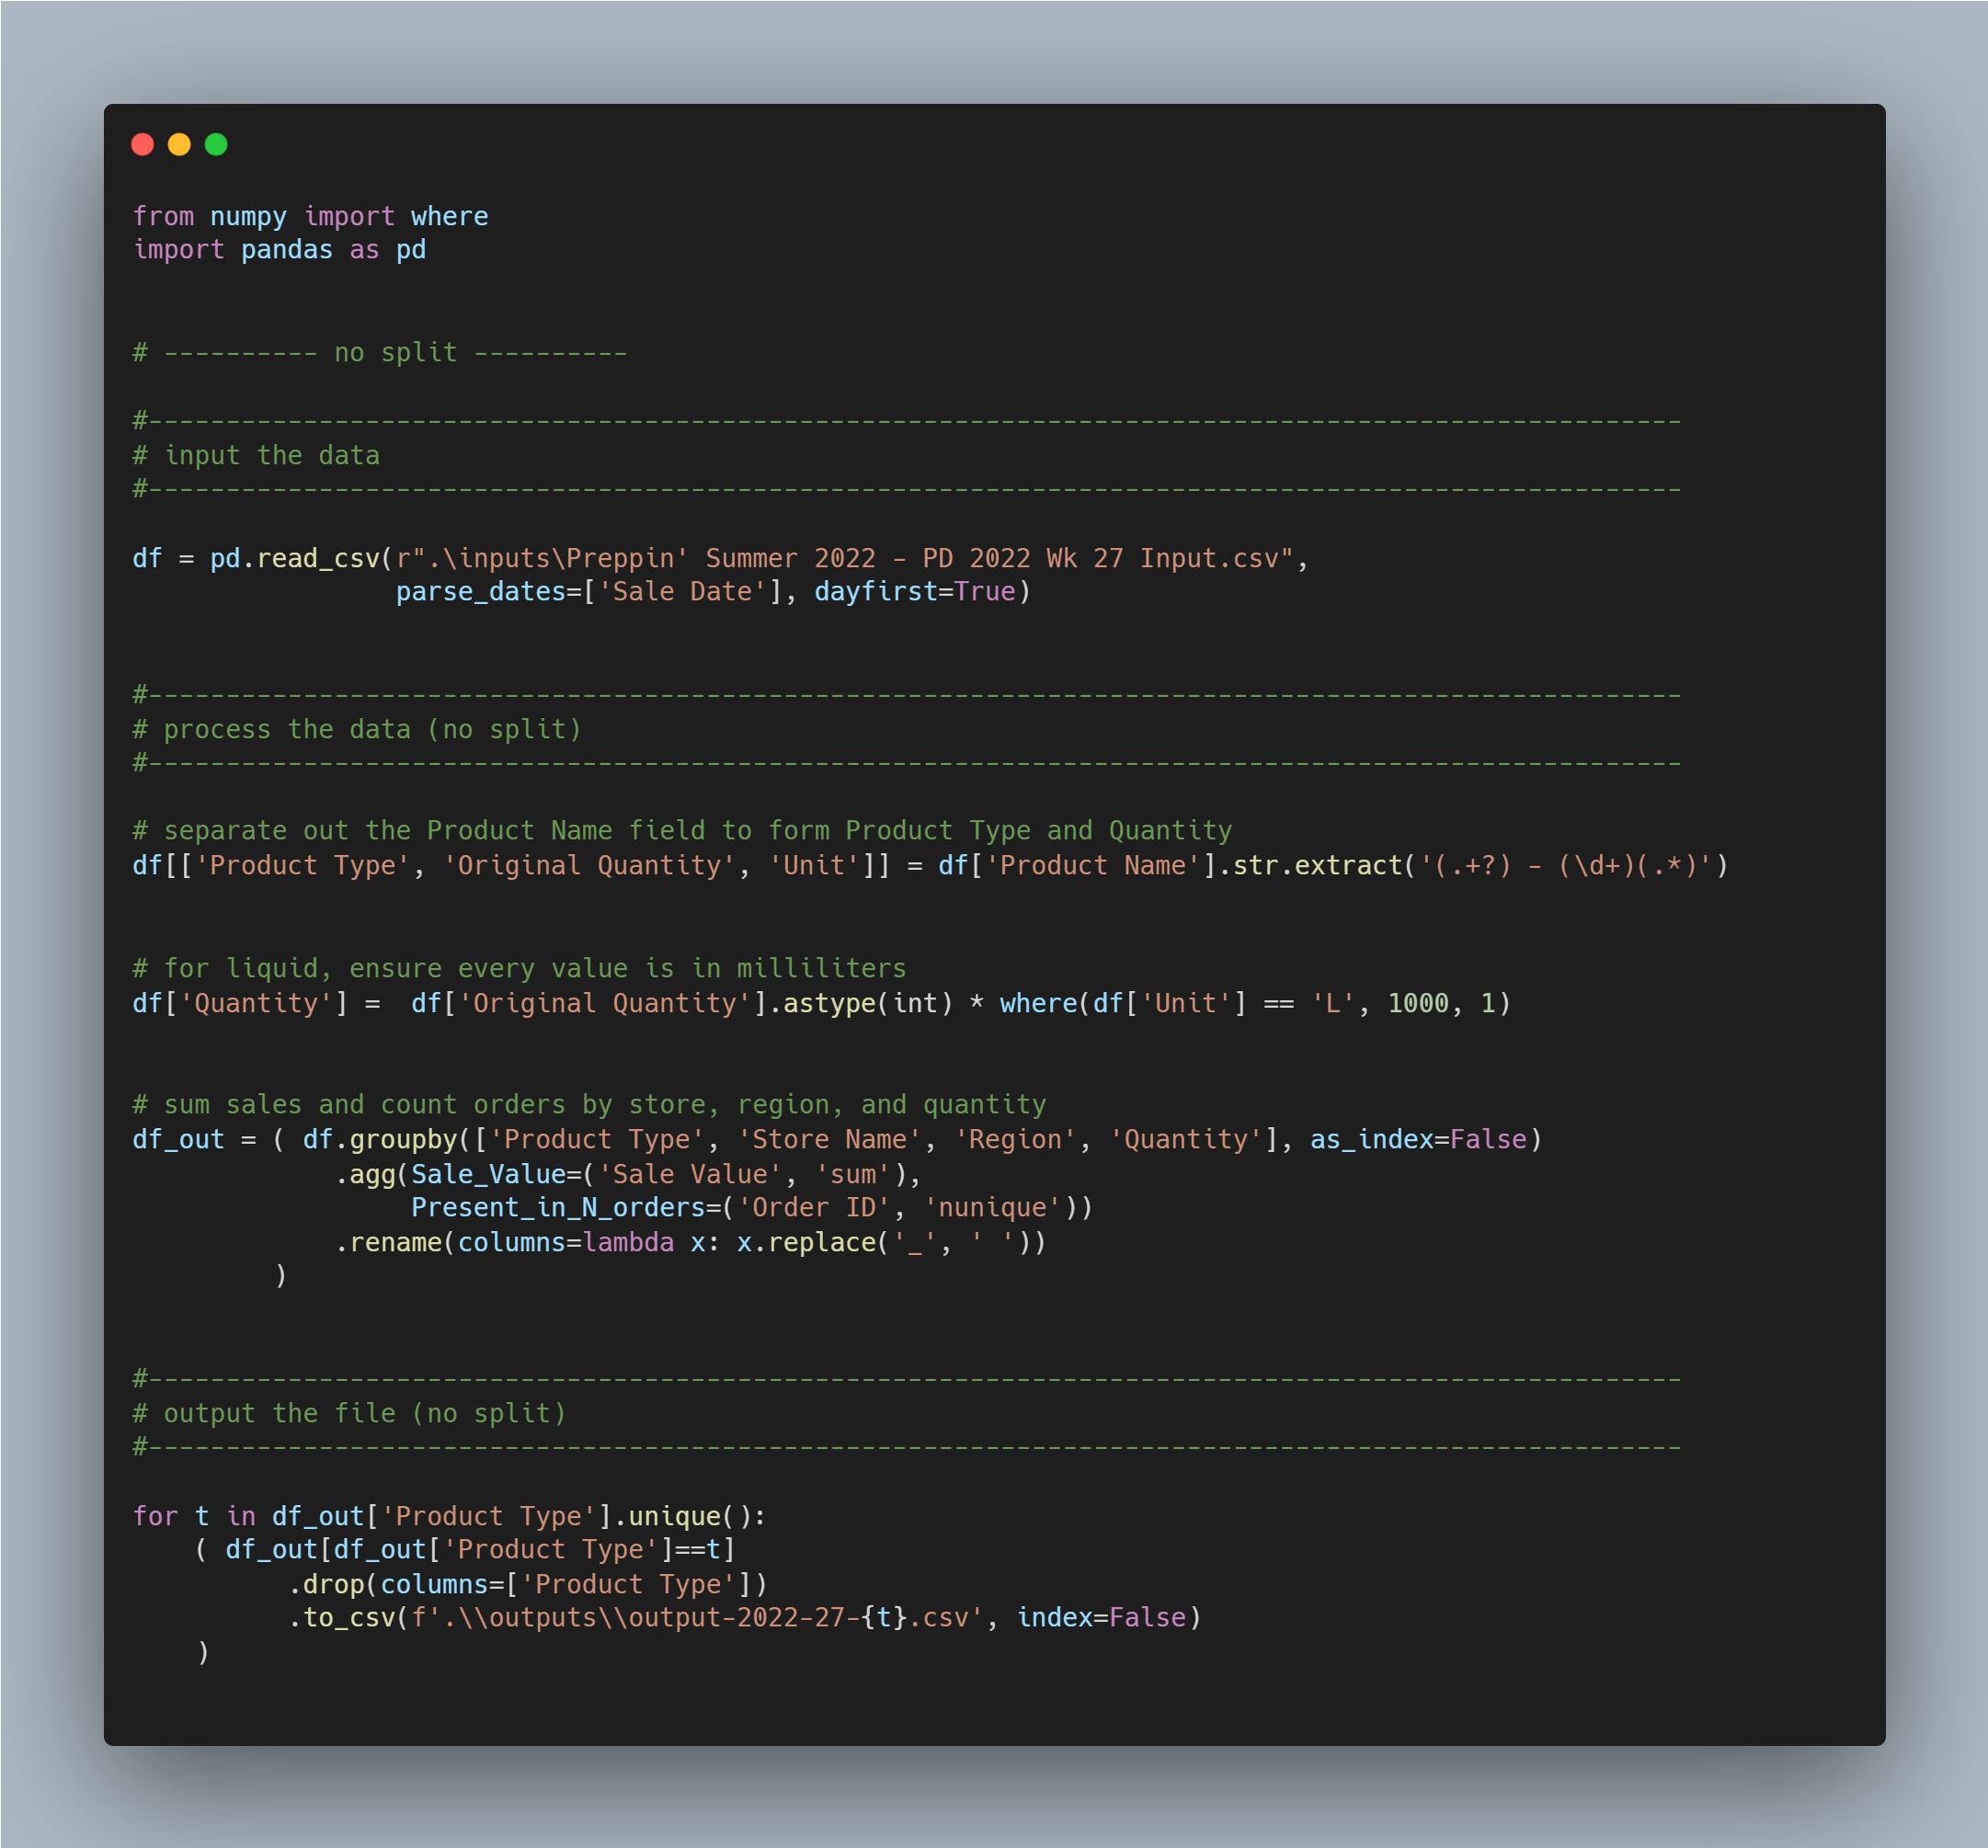 from numpy import where
import pandas as pd
# ---------- no split ----------
#---------------------------------------------------------------------------------------------------
# input the data
#---------------------------------------------------------------------------------------------------
df = pd.read_csv(r".\inputs\Preppin' Summer 2022 - PD 2022 Wk 27 Input.csv",
                 parse_dates=['Sale Date'], dayfirst=True)
#---------------------------------------------------------------------------------------------------
# process the data (no split)
#---------------------------------------------------------------------------------------------------
# separate out the Product Name field to form Product Type and Quantity
df[['Product Type', 'Original Quantity', 'Unit']] = df['Product Name'].str.extract('(.+?) - (\d+)(.*)')
# for liquid, ensure every value is in milliliters
df['Quantity'] =  df['Original Quantity'].astype(int) * where(df['Unit'] == 'L', 1000, 1)
# sum sales and count orders by store, region, and quantity
df_out = ( df.groupby(['Product Type', 'Store Name', 'Region', 'Quantity'], as_index=False)
             .agg(Sale_Value=('Sale Value', 'sum'),
                  Present_in_N_orders=('Order ID', 'nunique'))
             .rename(columns=lambda x: x.replace('_', ' '))
         )
#---------------------------------------------------------------------------------------------------
# output the file (no split)
#---------------------------------------------------------------------------------------------------
for t in df_out['Product Type'].unique():
    ( df_out[df_out['Product Type']==t]
          .drop(columns=['Product Type'])
          .to_csv(f'.\\outputs\\output-2022-27-{t}.csv', index=False)
    )